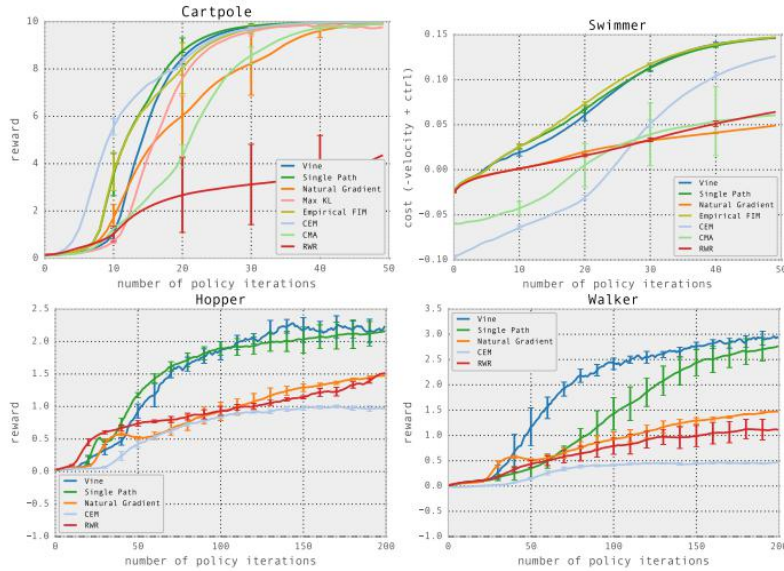 Cartpole
10
8
6
4
2
0
reward
0 10 20 30 40 50
number of policy iterations
Vine
Single Path
Natural Gradient
Max KL
Empirical FIM
CEM
CMA
RWR
Swimmer
0.15
0.10
0.05
0.00
−0.05
−0.10
cost (-velocity + ctrl)
0 10 20 30 40 50
number of policy iterations
Vine
Single Path
Natural Gradient
Empirical FIM
CEM
CMA
RWR
Hopper
2.5
2.0
1.5
1.0
0.5
0.0
−0.5
−1.0
reward
0 50 100 150 200
number of policy iterations
Vine
Single Path
Natural Gradient
CEM
RWR
Walker
3.5
3.0
2.5
2.0
1.5
1.0
0.5
0.0
−0.5
−1.0
reward
0 50 100 150 200
number of policy iterations
Vine
Single Path
Natural Gradient
CEM
RWR